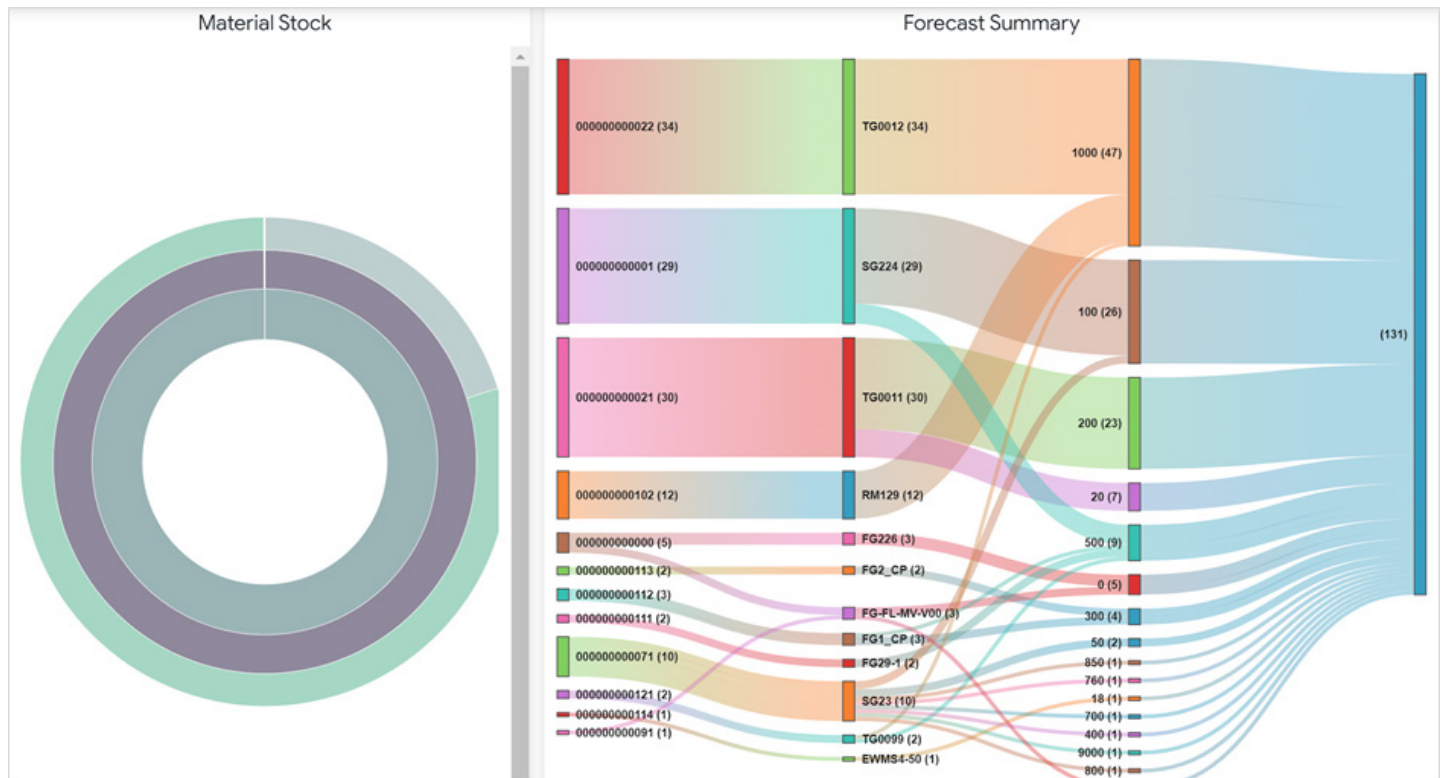 Material Stock
Forecast Summary
000000000022 (34)
000000000001 (29)
000000000021 (30)
000000000102 (12)
000000000000 (5)
000000000113 (2)
000000000112 (3)
000000000111 (2)
000000000071 (10)
000000000121 (2)
000000000114 (1)
000000000091 (1)
TG0012 (34)
SG224 (29)
TG0011 (30)
RM129 (12)
FG226 (3)
FG2_CP (2)
FG-FL-MV-V00 (3)
FG1_CP (3)
FG29-1 (2)
SG23 (10)
TG0099 (2)
EWMS4-50 (1)
1000 (47)
100 (26)
200 (23)
20 (7)
500 (9)
0 (5)
300 (4)
50 (2)
850 (1)
760 (1)
18 (1)
700 (1)
400 (1)
9000 (1)
800 (1)
(131)